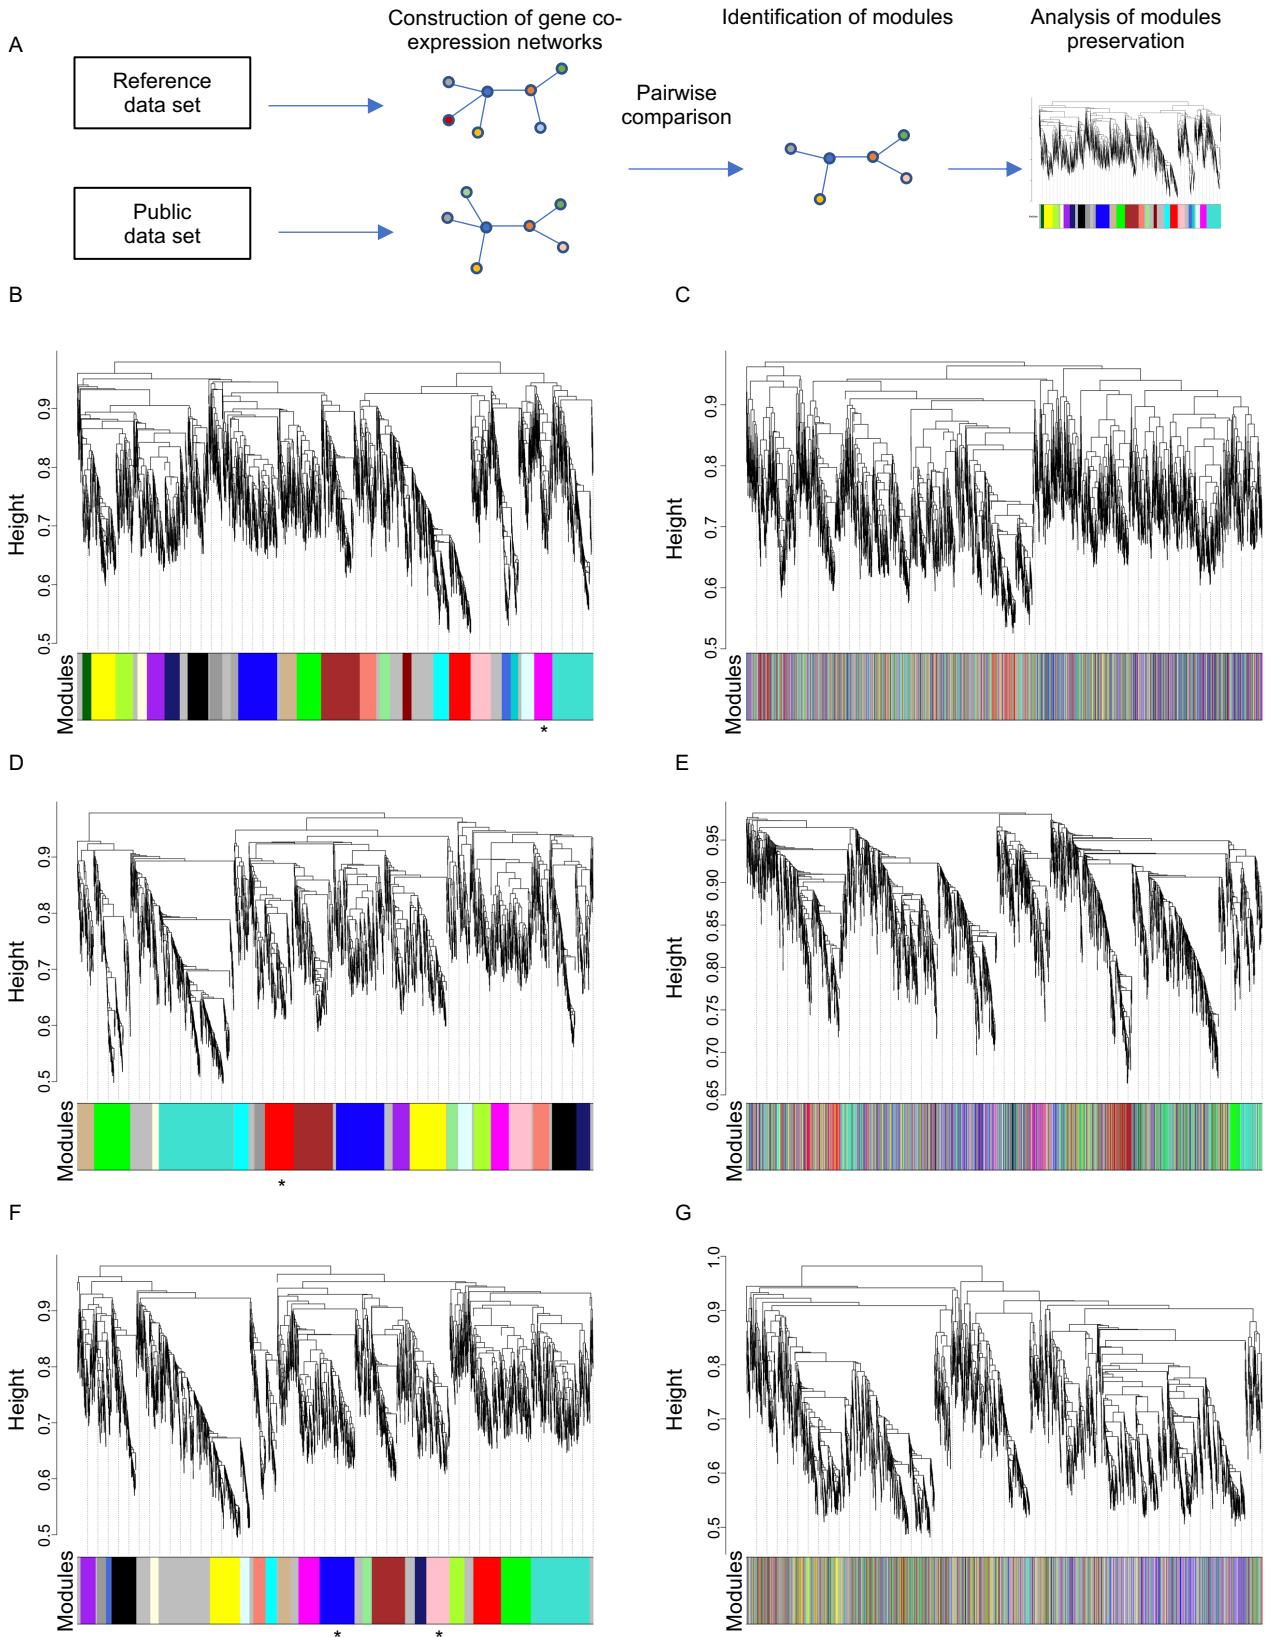 A
Construction of gene co-
expression networks
Identification of modules
Analysis of modules
preservation
Reference
data set
Pairwise
comparison
Public
data set
B
0.9
0.8
0.7
0.6
0.5
Height
Modules
*
C
0.9
0.8
0.7
0.6
0.5
Height
Modules
D
0.9
0.8
0.7
0.6
0.5
Height
Modules
*
E
0.95
0.90
0.85
0.80
0.75
0.70
0.65
Height
Modules
F
0.9
0.8
0.7
0.6
0.5
Height
Modules
* *
G
1.0
0.9
0.8
0.7
0.6
0.5
Height
Modules